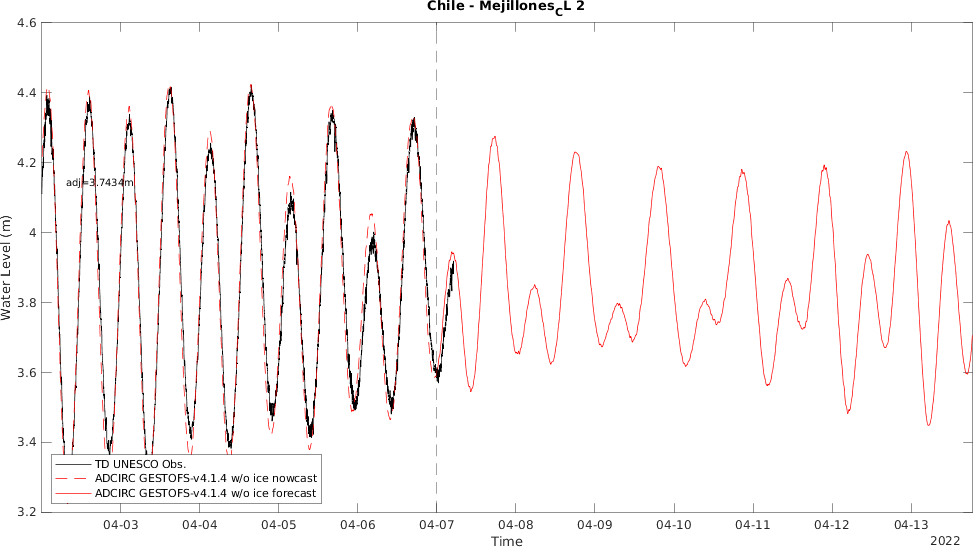 Chile - Mejillones_CL 2
4.6
4.4
4.2
4
3.8
3.6
3.4
3.2
Water Level (m)
adj=3.7434m
TD UNESCO Obs.
ADCIRC GESTOFS-v4.1.4 w/o ice nowcast
ADCIRC GESTOFS-v4.1.4 w/o ice forecast
04-03 04-04 04-05 04-06 04-07 04-08 04-09 04-10 04-11 04-12 04-13
Time
2022